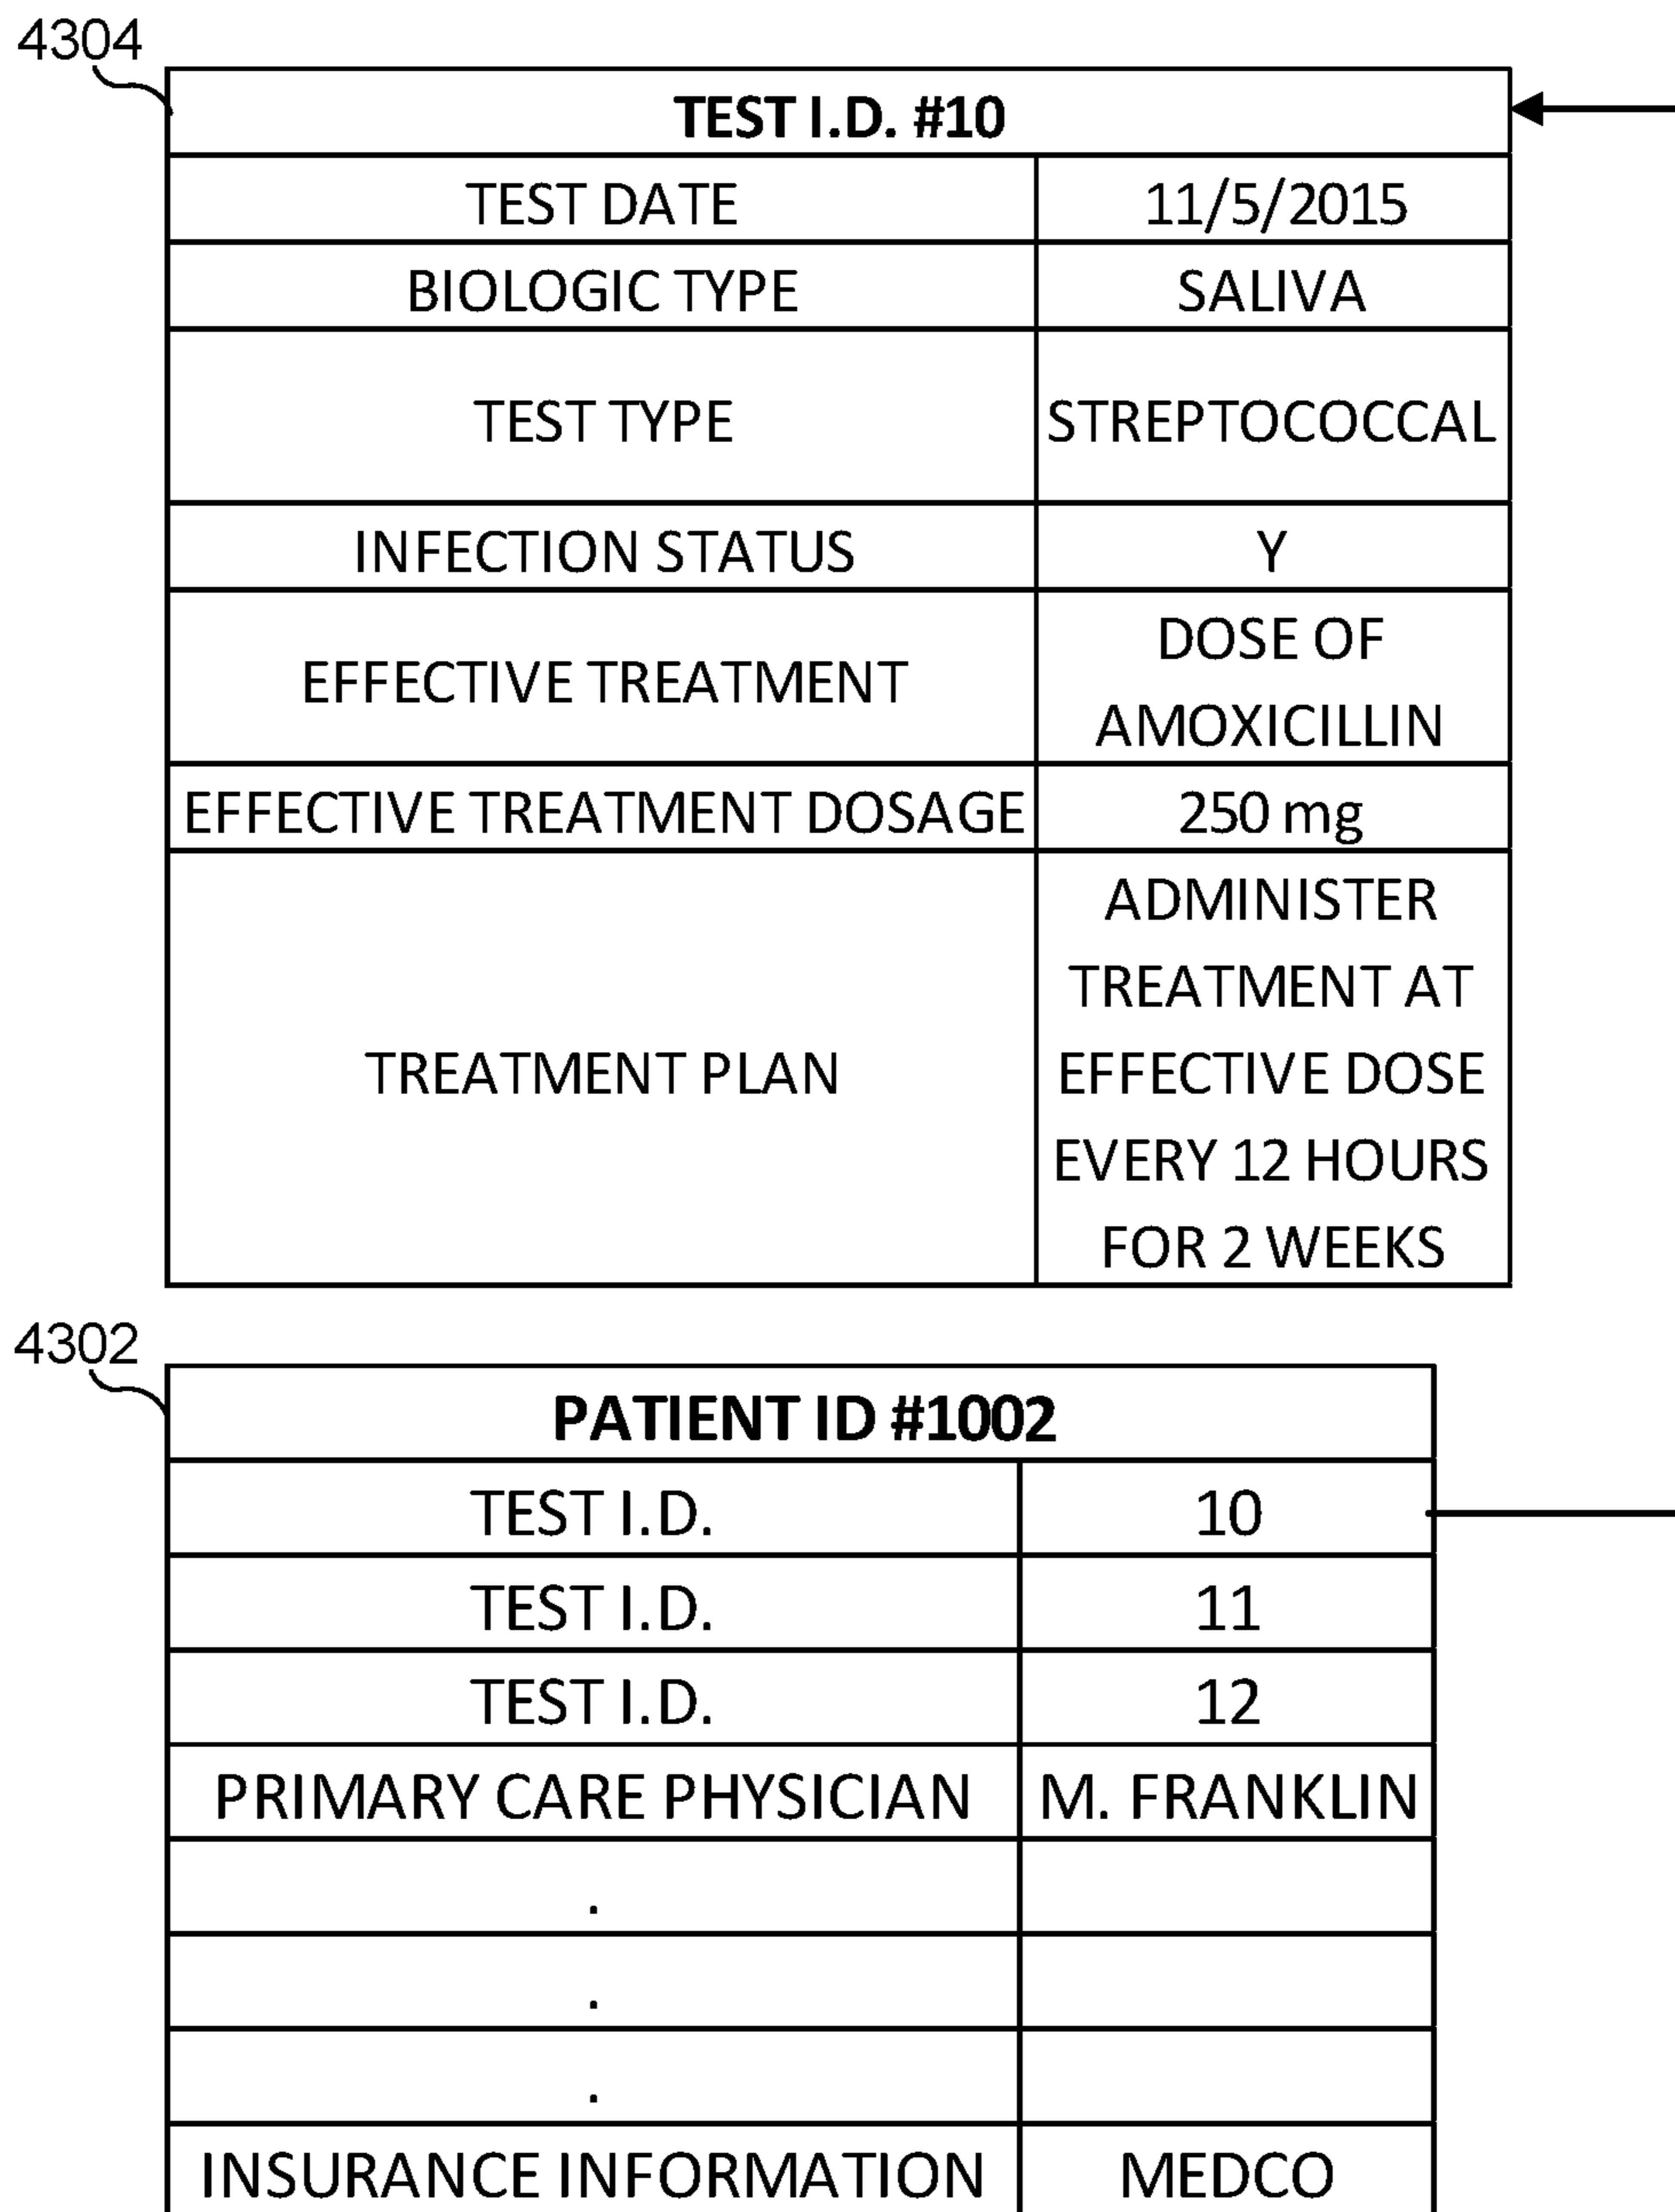 4304
TEST I.D. #10
TEST DATE 11/5/2015
BIOLOGIC TYPE SALIVA
TEST TYPE STREPTOCOCCAL
INFECTION STATUS Y
EFFECTIVE TREATMENT DOSE OF
AMOXICILLIN
EFFECTIVE TREATMENT DOSAGE 250 mg
TREATMENT PLAN ADMINISTER
TREATMENT AT
EFFECTIVE DOSE
EVERY 12 HOURS
FOR 2 WEEKS
4302
PATIENT ID #1002
TEST I.D. 10
TEST I.D. 11
TEST I.D. 12
PRIMARY CARE PHYSICIAN M. FRANKLIN
.
.
.
INSURANCE INFORMATION MEDCO